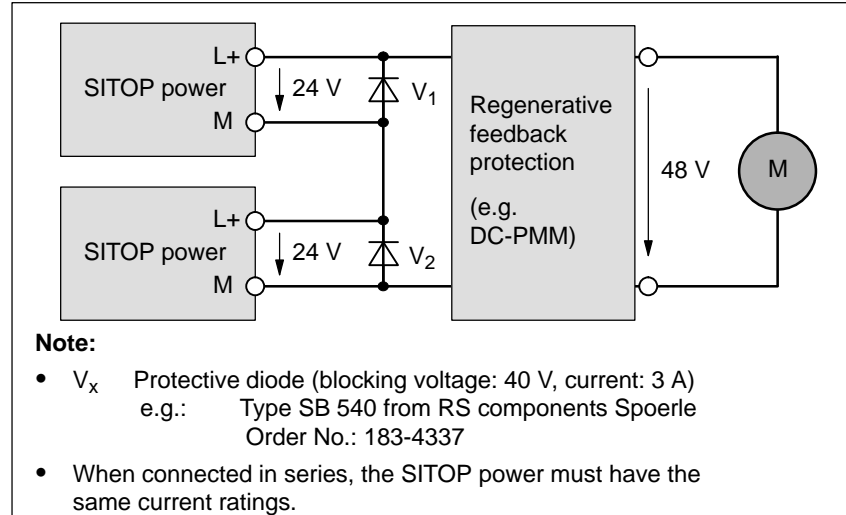 L+
SITOP power
24 V
V1
M
Regenerative
feedback
protection
(e.g.
DC-PMM)
48 V
M
L+
SITOP power
24 V
V2
M
Note:
• Vx Protective diode (blocking voltage: 40 V, current: 3 A)
e.g.: Type SB 540 from RS components Spoerle
Order No.: 183-4337
• When connected in series, the SITOP power must have the
same current ratings.